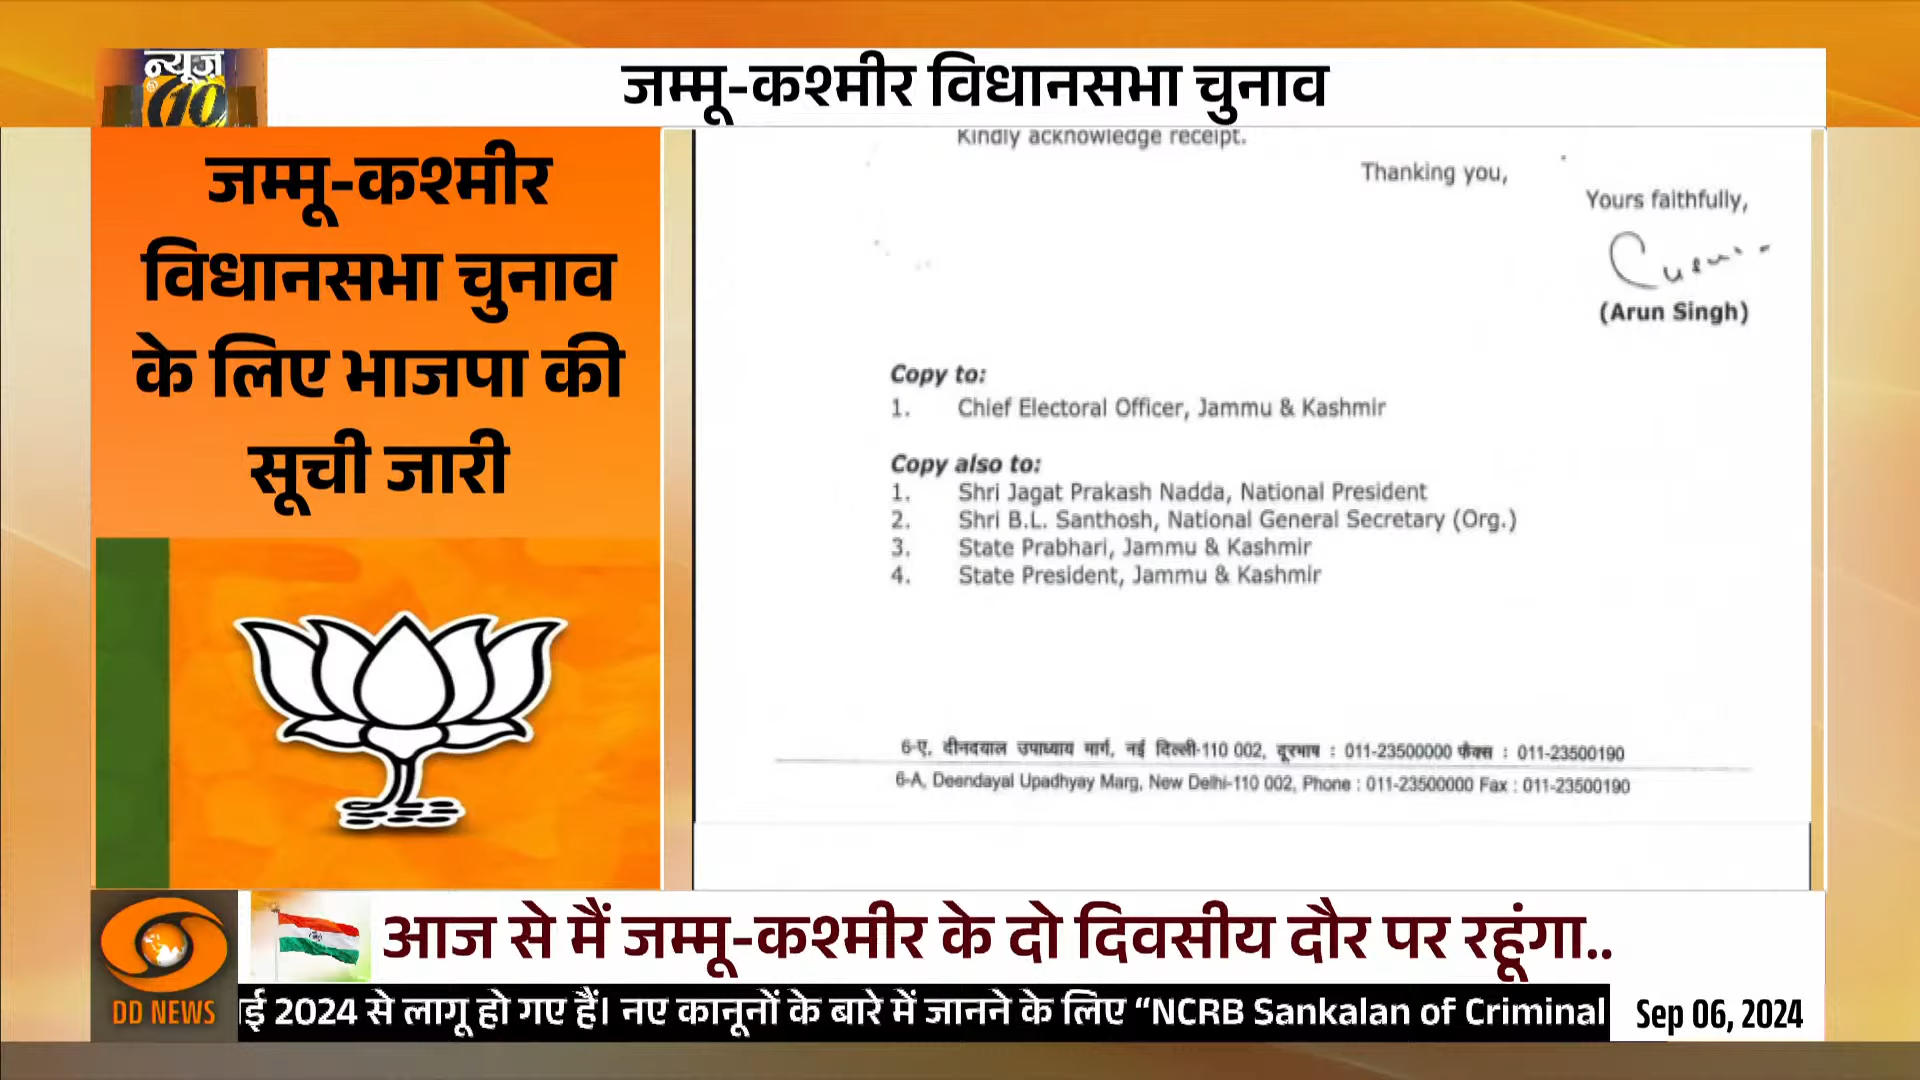 न्यूज़
@10
जम्मू-कश्मीर विधानसभा चुनाव
जम्मू-कश्मीर
विधानसभा चुनाव
के लिए भाजपा की
सूची जारी
Kindly acknowledge receipt.
Thanking you,
Yours faithfully,
(Arun Singh)
Copy to:
1. Chief Electoral Officer, Jammu & Kashmir
Copy also to:
1. Shri Jagat Prakash Nadda, National President
2. Shri B.L. Santhosh, National General Secretary (Org.)
3. State Prabhari, Jammu & Kashmir
4. State President, Jammu & Kashmir
6-ए, दीनदयाल उपाध्याय मार्ग, नई दिल्ली-110 002, दूरभाष : 011-23500000 फैक्स : 011-23500190
6-A, Deendayal Upadhyay Marg, New Delhi-110 002, Phone : 011-23500000 Fax : 011-23500190
आज से मैं जम्मू-कश्मीर के दो दिवसीय दौर पर रहूंगा..
DD NEWS
ई 2024 से लागू हो गए हैं। नए कानूनों के बारे में जानने के लिए “NCRB Sankalan of Criminal
Sep 06, 2024